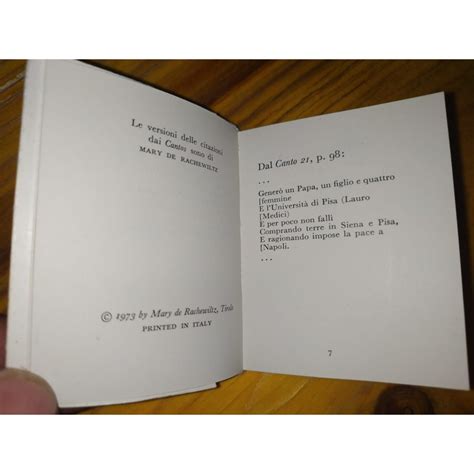 Le versioni delle citazioni
dai Cantos sono di
MARY DE RACHEWILTZ
© 1973 by Mary de Rachewiltz, Tirolo
PRINTED IN ITALY
Dal Canto 21, p. 98:
...
Generò un Papa, un figlio e quattro
[femmine
E l'Università di Pisa (Lauro
[Medici)
E per poco non fallì
Comprando terre in Siena e Pisa,
E ragionando impose la pace a
[Napoli.
...
7